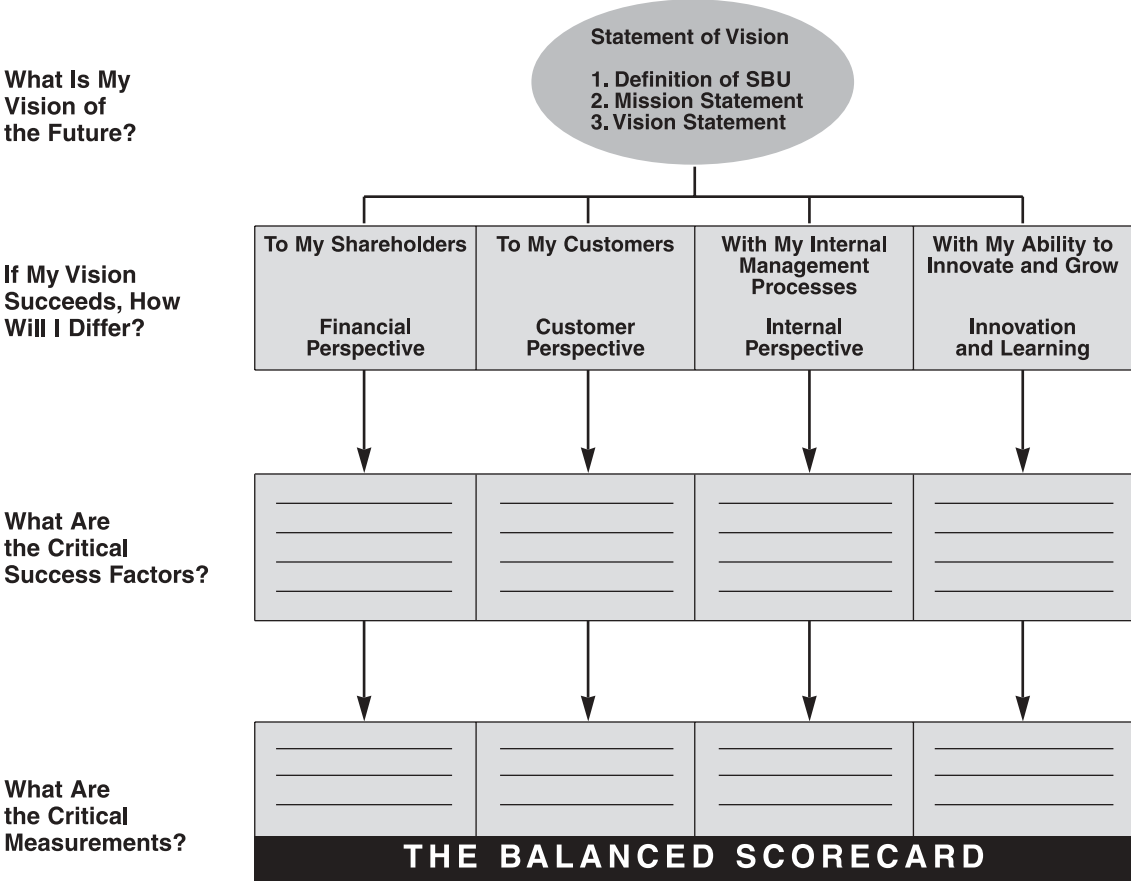 Statement of Vision
1. Definition of SBU
2. Mission Statement
3. Vision Statement
What Is My
Vision of
the Future?
To My Shareholders
Financial
Perspective
To My Customers
Customer
Perspective
With My Internal
Management
Processes
Internal
Perspective
With My Ability to
Innovate and Grow
Innovation
and Learning
If My Vision
Succeeds, How
Will I Differ?
What Are
the Critical
Success Factors?
What Are
the Critical
Measurements?
THE BALANCED SCORECARD